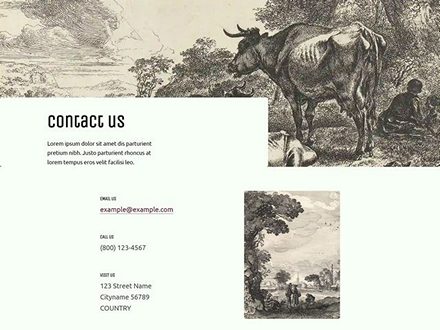 Contact Us
Lorem ipsum dolor sit amet dis parturient
pretium nibh. Justo parturient rhoncus at
lorem tempus eros velit facilisi leo.
EMAIL US
example@example.com
CALL US
(800) 123-4567
VISIT US
123 Street Name
Cityname 56789
COUNTRY